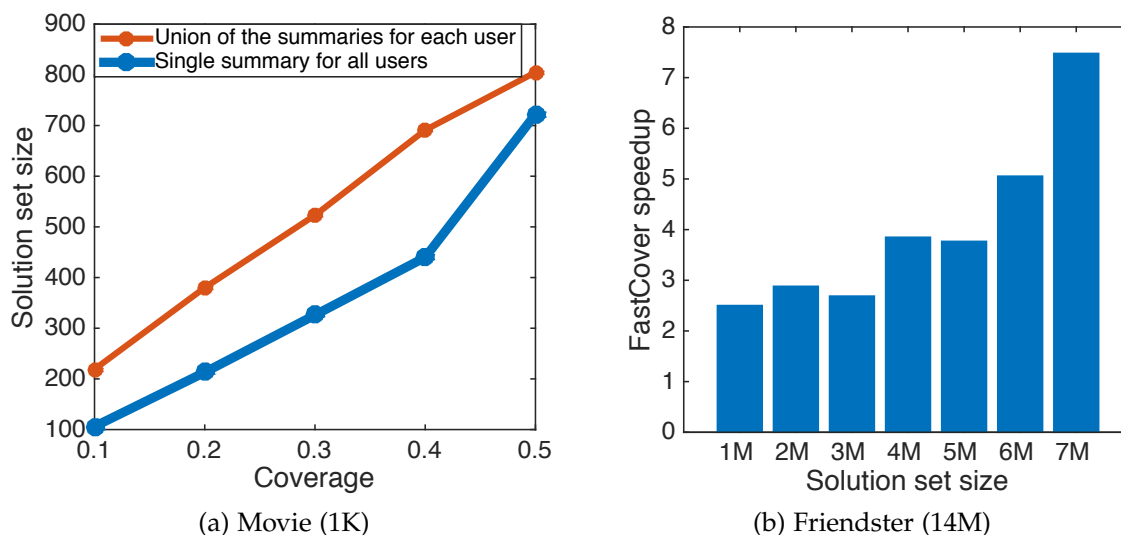 900
800
700
600
500
400
300
200
100
Solution set size
Union of the summaries for each user
Single summary for all users
0.1 0.2 0.3 0.4 0.5
Coverage
(a) Movie (1K)
8
7
6
5
4
3
2
1
0
FastCover speedup
1M 2M 3M 4M 5M 6M 7M
Solution set size
(b) Friendster (14M)